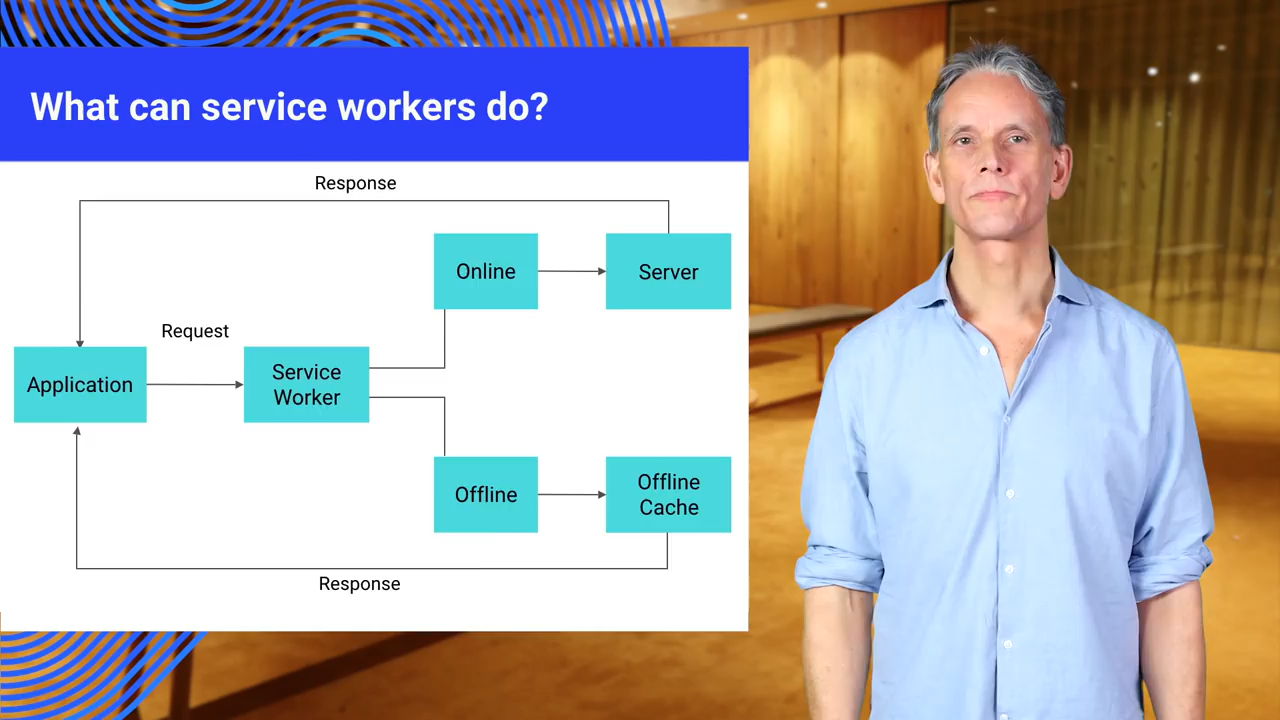 What can service workers do?
Response
Online
Server
Request
Application
Service
Worker
Offline
Offline
Cache
Response